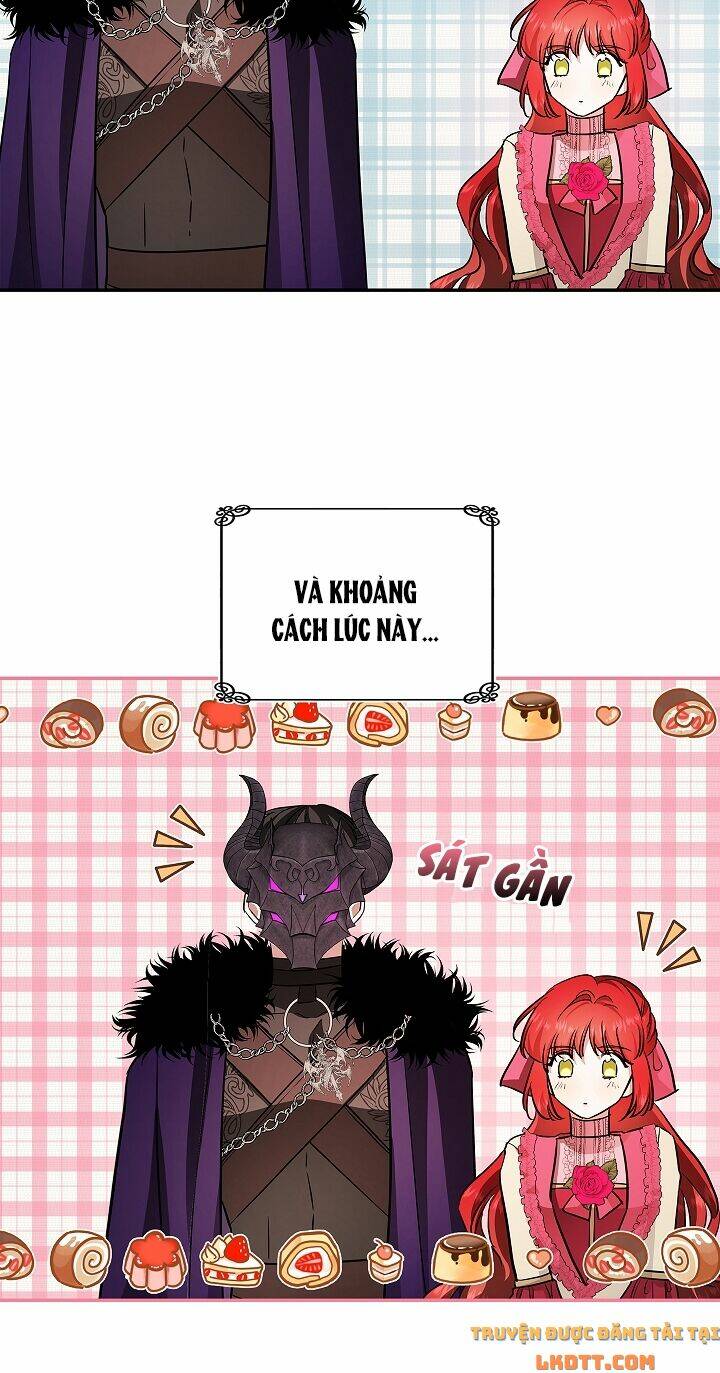 VÀ KHOẢNG
CÁCH LÚC NÀY...
SÁT GẦN
TRUYỆN ĐƯỢC ĐĂNG TẢI TẠI
LKDTT.COM